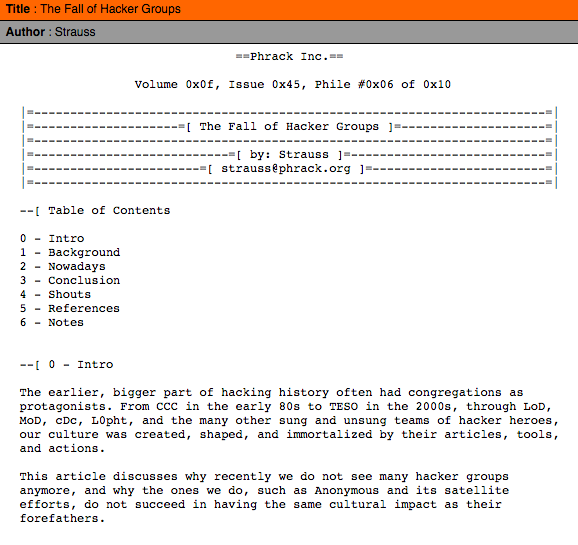 Title : The Fall of Hacker Groups
Author : Strauss
==Phrack Inc.==
Volume 0x0f, Issue 0x45, Phile #0x06 of 0x10
|=-----------------------------------------------------------------------=|
|=--------------------=[ The Fall of Hacker Groups ]=--------------------=|
|=-----------------------------------------------------------------------=|
|=---------------------------=[ by: Strauss ]=---------------------------=|
|=-----------------------=[ strauss@phrack.org ]=------------------------=|
|=-----------------------------------------------------------------------=|
--[ Table of Contents
0 - Intro
1 - Background
2 - Nowadays
3 - Conclusion
4 - Shouts
5 - References
6 - Notes
--[ 0 - Intro
The earlier, bigger part of hacking history often had congregations as
protagonists. From CCC in the early 80s to TESO in the 2000s, through LoD,
MoD, cDc, L0pht, and the many other sung and unsung teams of hacker heroes,
our culture was created, shaped, and immortalized by their articles, tools,
and actions.
This article discusses why recently we do not see many hacker groups
anymore, and why the ones we do, such as Anonymous and its satellite
efforts, do not succeed in having the same cultural impact as their
forefathers.